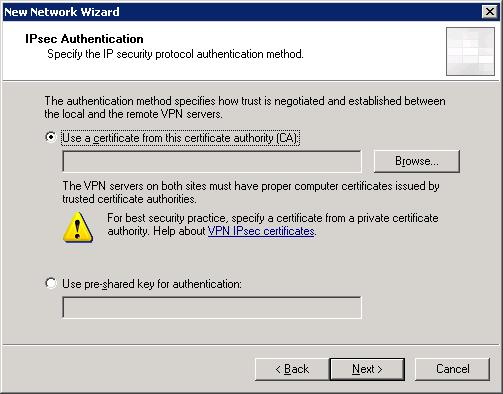 New Network Wizard
IPsec Authentication
Specify the IP security protocol authentication method.
The authentication method specifies how trust is negotiated and established between
the local and the remote VPN servers.
Use a certificate from this certificate authority (CA):
Browse...
The VPN servers on both sites must have proper computer certificates issued by
trusted certificate authorities.
For best security practice, specify a certificate from a private certificate
authority. Help about VPN IPsec certificates.
Use pre-shared key for authentication:
< Back
Next >
Cancel